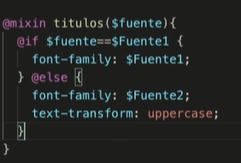 @mixin titulos($fuente){
@if $fuente==$Fuente1 {
font-family: $Fuente1;
} @else {
font-family: $Fuente2;
text-transform: uppercase;
}
}